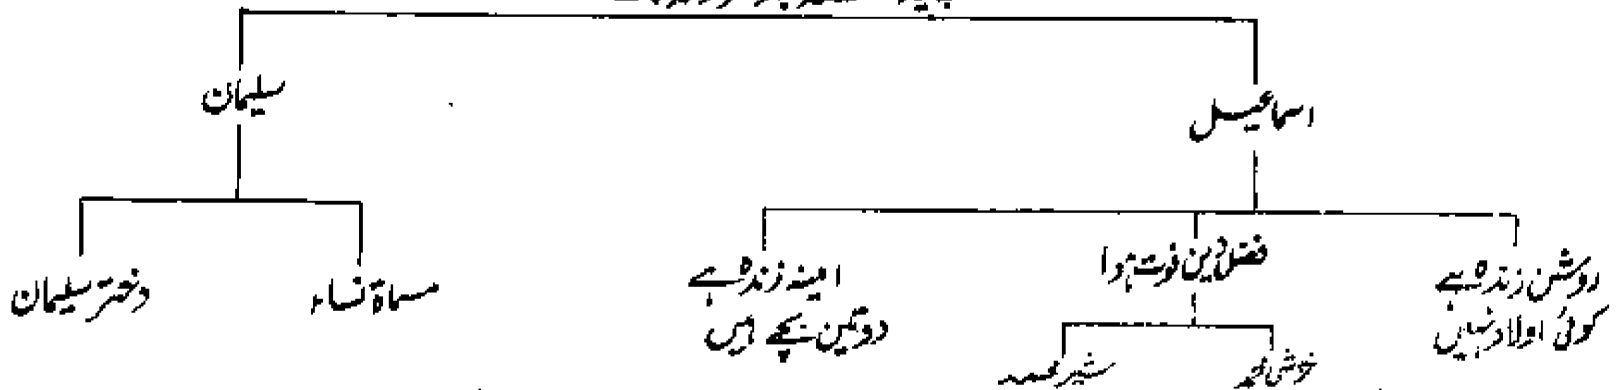 اسماعیل
سلیمان
روشن زندہ ہے
کوئی اولاد نہیں
فضل دین فوت ہوا
خوشی محمد
شیر محمد
امینہ زندہ ہے
دو تین بچے ہیں
مسماۃ نساء
دختر سلیمان